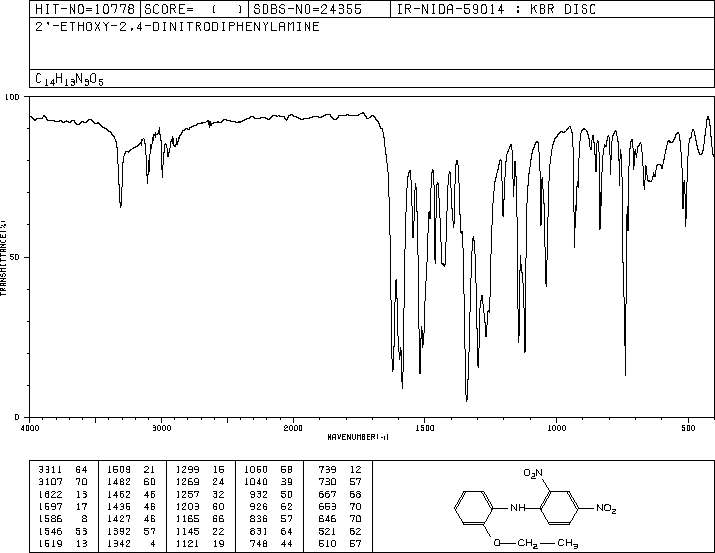 HIT-NO=10778 SCORE= ( ) SDBS-NO=24355 IR-NIDA-59014 : KBR DISC
2'-ETHOXY-2,4-DINITRODIPHENYLAMINE
C14H13N3O5
100
50
0
TRANSMITTANCE(%)
4000 3000 2000 1500 1000 500
WAVENUMBER(-1)
3311 64 1509 21 1299 15 1060 58 739 12
3107 70 1482 60 1269 24 1040 39 730 57
1622 13 1462 46 1257 32 932 50 667 68
1597 17 1436 46 1203 60 926 62 653 70
1586 8 1427 46 1165 66 836 57 646 70
1546 53 1392 57 1145 22 831 64 521 62
1519 13 1342 4 1121 19 748 44 510 57
O2N
NH
NO2
O
CH2
CH3